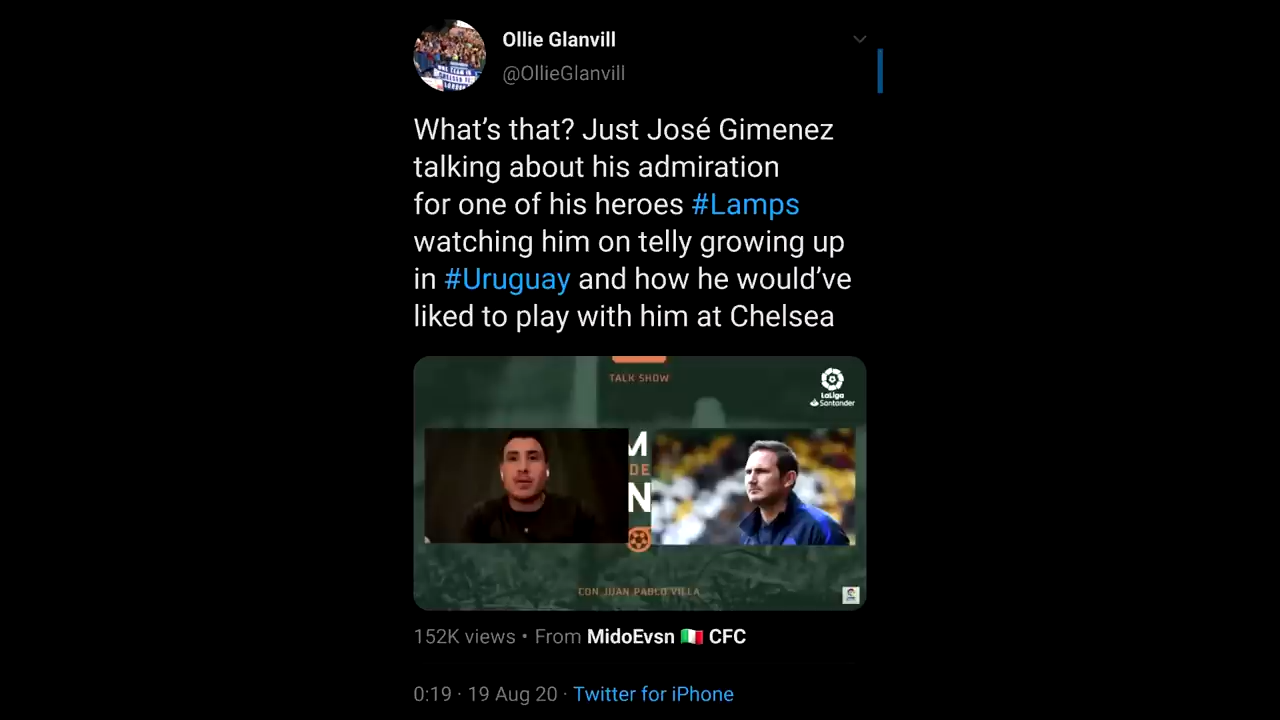 Ollie Glanvill
@OllieGlanvill
What’s that? Just José Gimenez
talking about his admiration
for one of his heroes #Lamps
watching him on telly growing up
in #Uruguay and how he would’ve
liked to play with him at Chelsea
TALK SHOW
LaLiga
Santander
M
DE
N
CON JUAN PABLO VILLA
152K views • From MidoEvsn 🇮🇹 CFC
0:19 · 19 Aug 20 · Twitter for iPhone